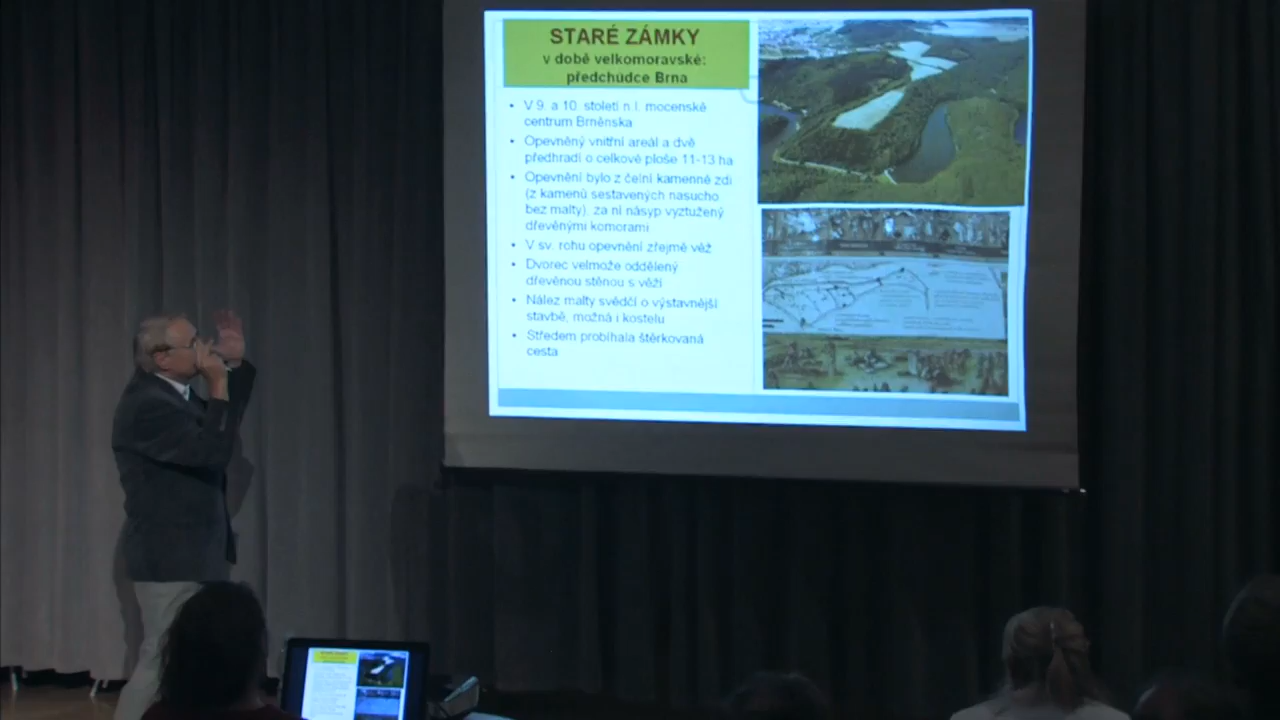 STARÉ ZÁMKY
v době velkomoravské:
předchůdce Brna
V 9. a 10. století n.l. mocenské
centrum Brněnska
Opevněný vnitřní areál a dvě
předhradí o celkové ploše 11-13 ha
Opevnění bylo z čelní kamenné zdi
(z kamenů sestavených nasucho
bez malty), za ní násyp vyztužený
dřevěnými komorami
V sv. rohu opevnění zřejmě věž
Dvorec velmože oddělený
dřevěnou stěnou s věží
Nález malty svědčí o výstavnější
stavbě, možná i kostelu
Středem probíhala štěrkovaná
cesta